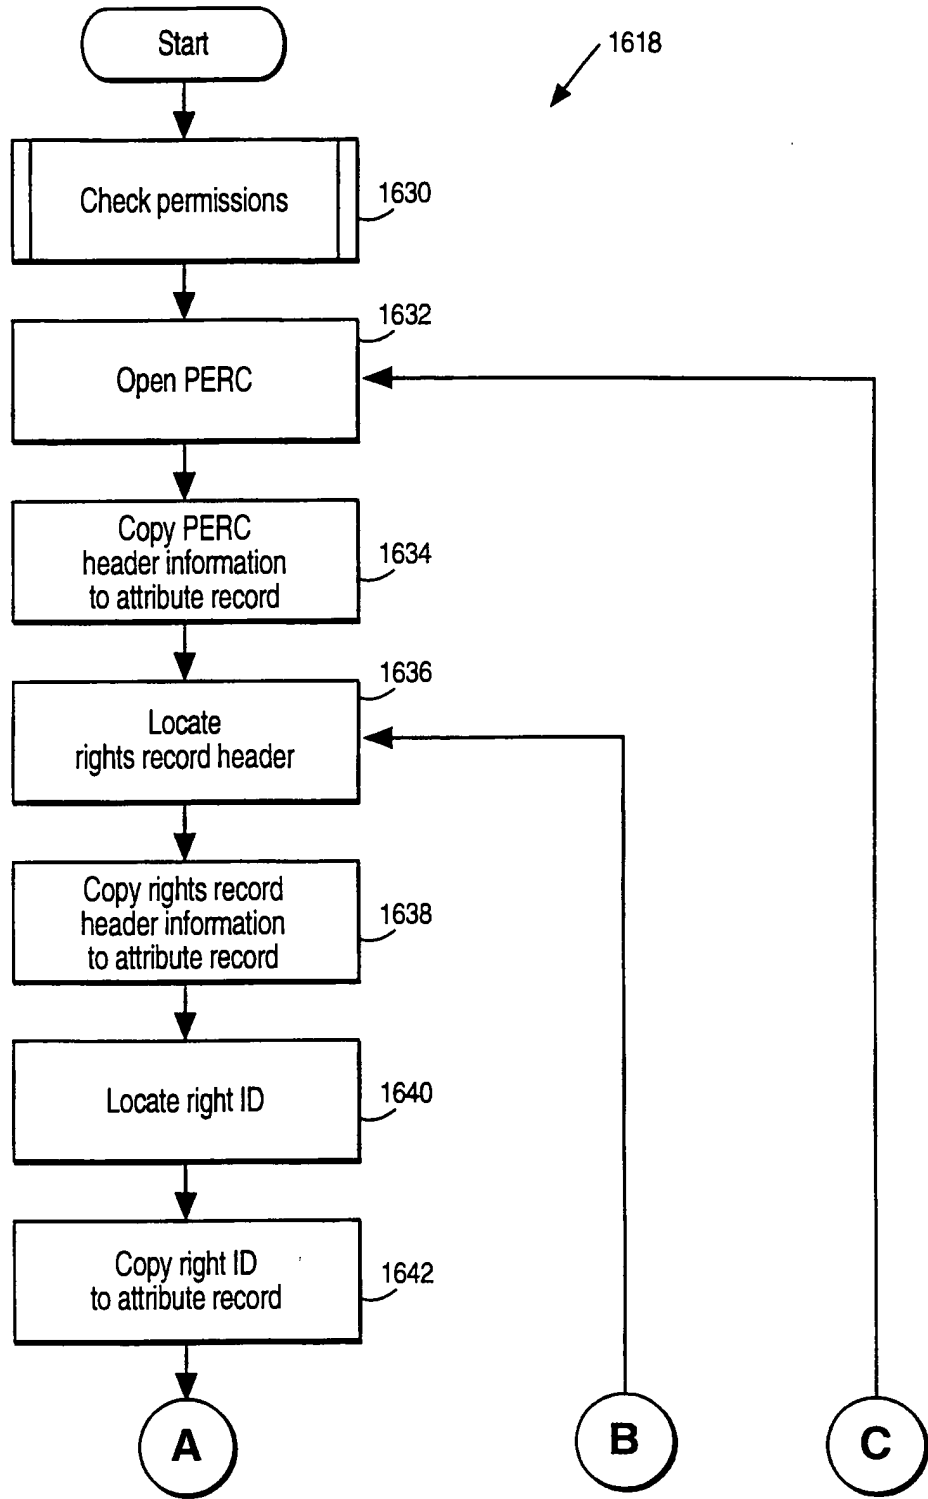 Start
1618
Check permissions
1630
1632
Open PERC
Copy PERC
header information
to attribute record
1634
1636
Locate
rights record header
Copy rights record
header information
to attribute record
1638
Locate right ID
1640
Copy right ID
to attribute record
1642
A
B
C